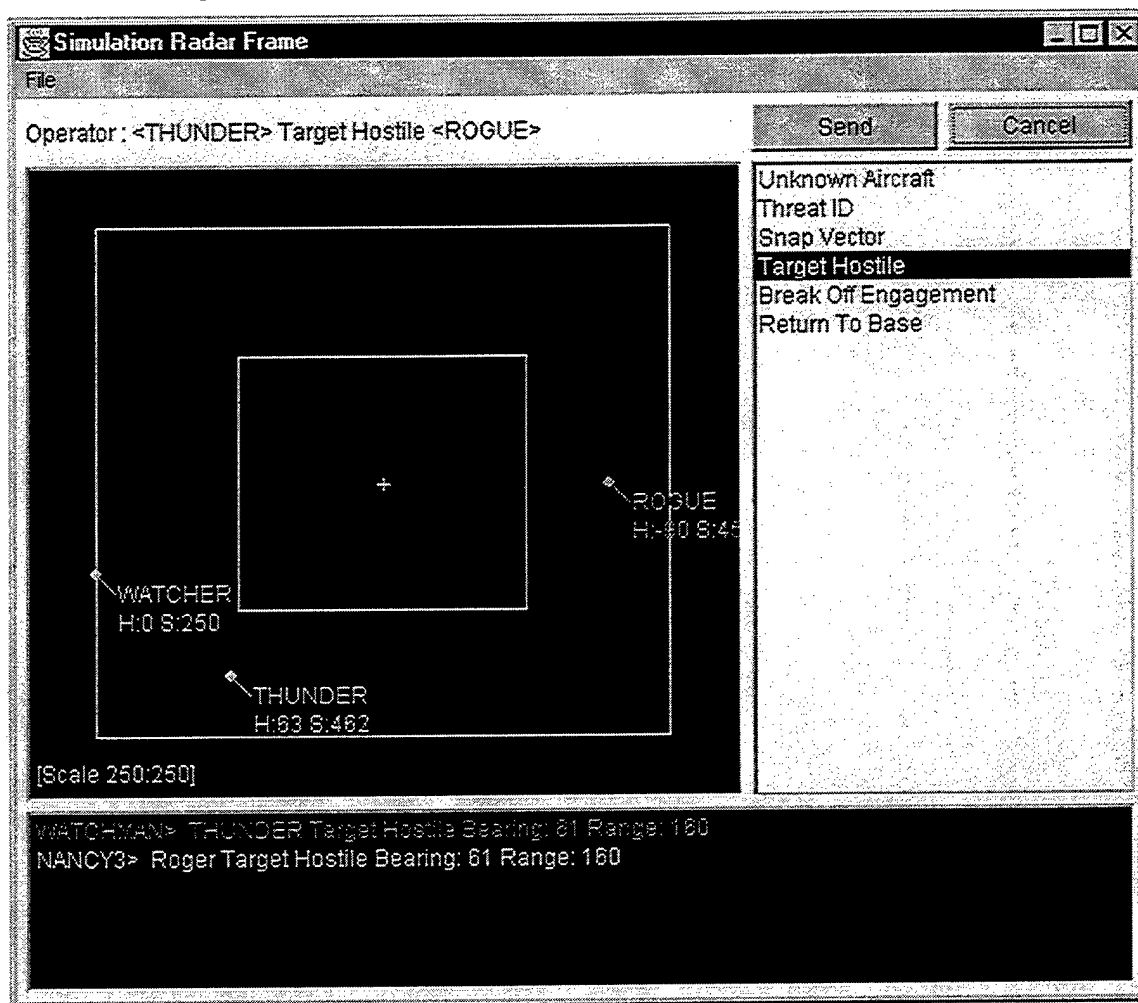 Simulation Radar Frame
File
Operator : <THUNDER> Target Hostile <ROGUE>
Send
Cancel
Unknown Aircraft
Threat ID
Snap Vector
Target Hostile
Break Off Engagement
Return To Base
ROGUE
H:-90 S:45
WATCHER
H:0 S:250
THUNDER
H:63 S:462
[Scale 250:250]
THUNDER Target Hostile Bearing: 61 Range: 160
NANCY3> Roger Target Hostile Bearing: 61 Range: 160